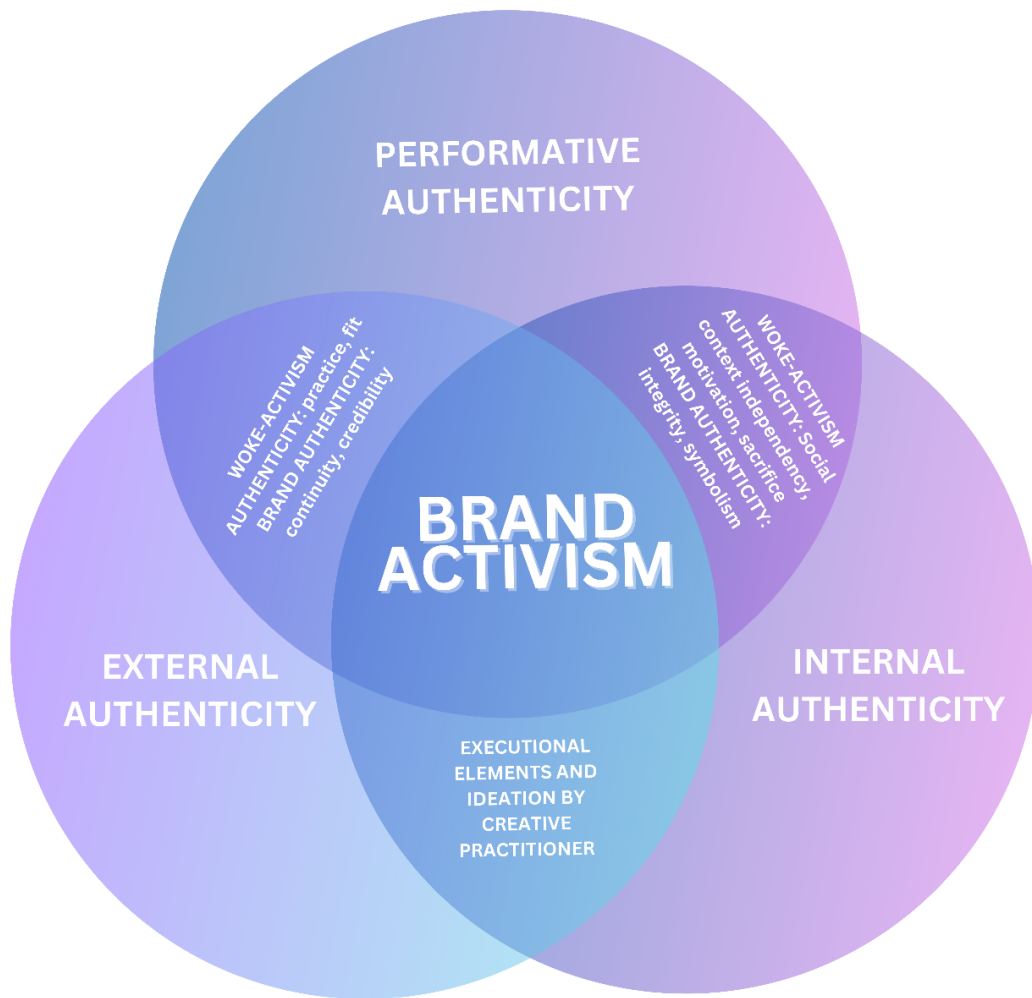 PERFORMATIVE
AUTHENTICITY
WOKE-ACTIVISM
AUTHENTICITY: practice, fit
BRAND AUTHENTICITY:
continuity, credibility
WOKE-ACTIVISM
AUTHENTICITY: Social
context independency,
motivation, sacrifice
BRAND AUTHENTICITY:
integrity, symbolism
BRAND
ACTIVISM
EXTERNAL
AUTHENTICITY
INTERNAL
AUTHENTICITY
EXECUTIONAL
ELEMENTS AND
IDEATION BY
CREATIVE
PRACTITIONER